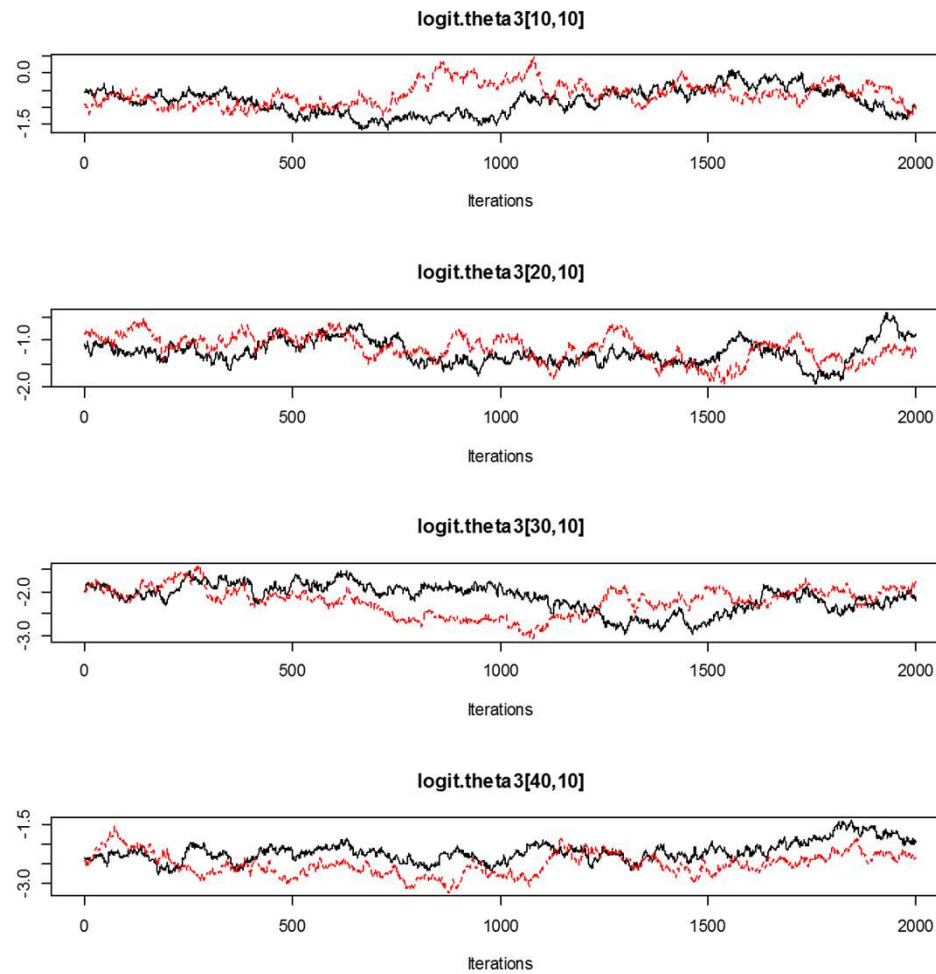 logit.theta3[10,10]
0.0
-1.5
0 500 1000 1500 2000
Iterations
logit.theta3[20,10]
-1.0
-2.0
0 500 1000 1500 2000
Iterations
logit.theta3[30,10]
-2.0
-3.0
0 500 1000 1500 2000
Iterations
logit.theta3[40,10]
-1.5
-3.0
0 500 1000 1500 2000
Iterations